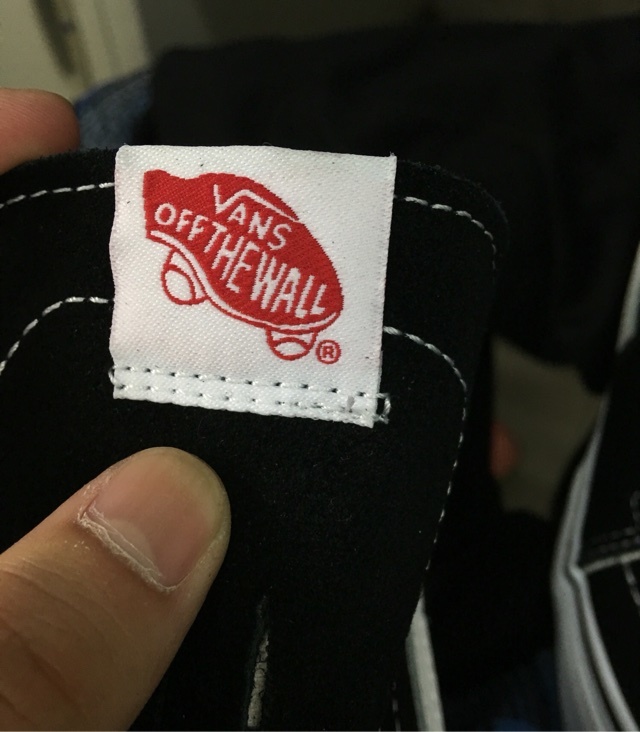 VANS
OFF THE WALL
®